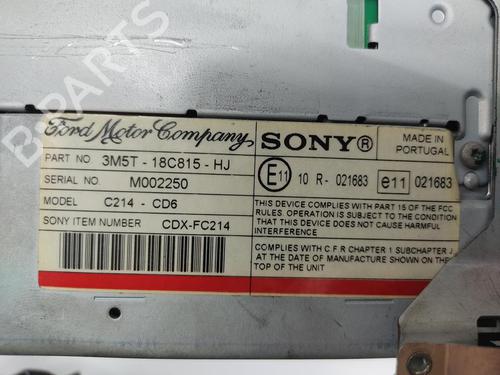 B-PARTS
Ford Motor Company
PART NO 3M5T - 18C815 - HJ
SERIAL NO. M002250
MODEL C214 - CD6
SONY ITEM NUMBER CDX-FC214
SONY® MADE IN PORTUGAL
E11 10 R - 021683 e11 021683
THIS DEVICE COMPLIES WITH PART 15 OF THE FCC
RULES. OPERATION IS SUBJECT TO THE CONDITION
THAT THIS DEVICE DOES NOT CAUSE HARMFUL
INTERFERENCE
COMPLIES WITH C.F.R CHAPTER 1 SUBCHAPTER J
AT DATE OF MANUFACTURE SHOWN ON THE
TOP OF THE UNIT